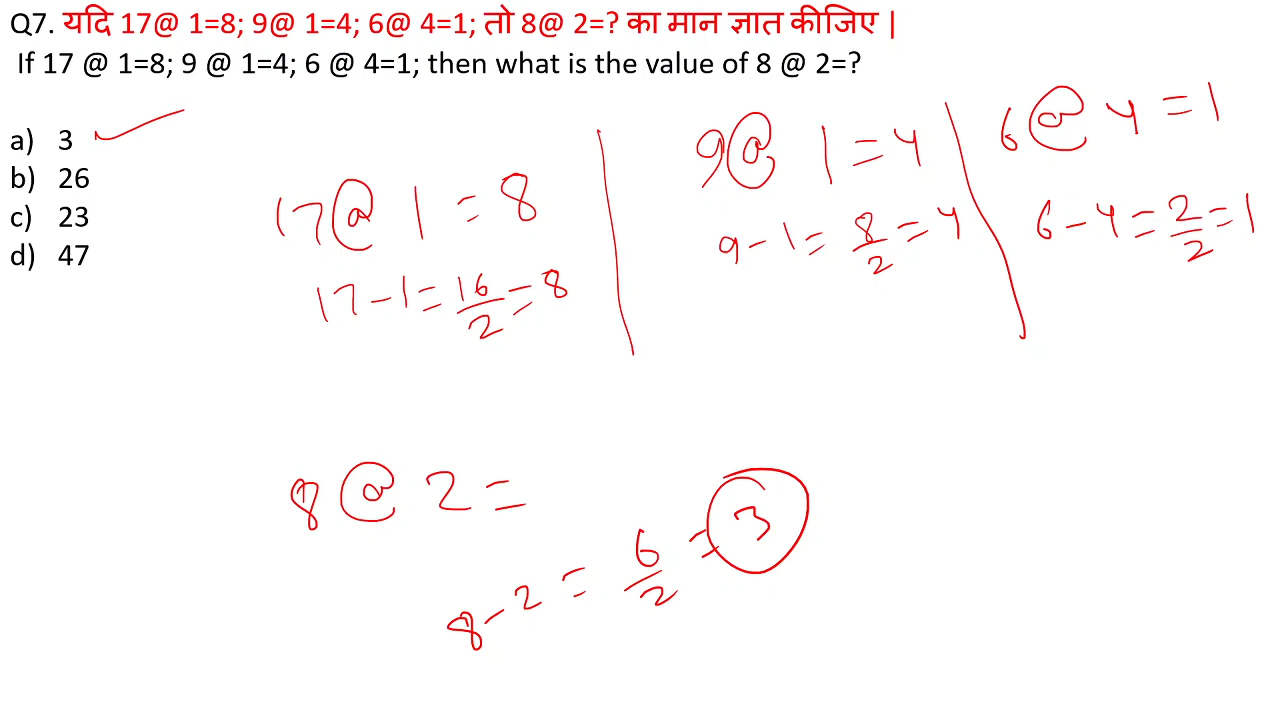 Q7. यदि 17@ 1=8; 9@ 1=4; 6@ 4=1; तो 8@ 2=? का मान ज्ञात कीजिए |
If 17 @ 1=8; 9 @ 1=4; 6 @ 4=1; then what is the value of 8 @ 2=?
a) 3
b) 26
c) 23
d) 47
17@ 1 = 8
17 - 1 = 16/2 = 8
9@ 1 = 4
9 - 1 = 8/2 = 4
6@ 4 = 1
6 - 4 = 2/2 = 1
8 @ 2 =
8 - 2 = 6/2 = 3